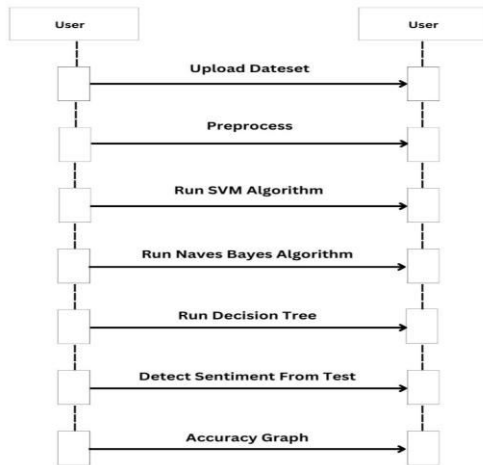 User
User
Upload Dateset
Preprocess
Run SVM Algorithm
Run Naves Bayes Algorithm
Run Decision Tree
Detect Sentiment From Test
Accuracy Graph